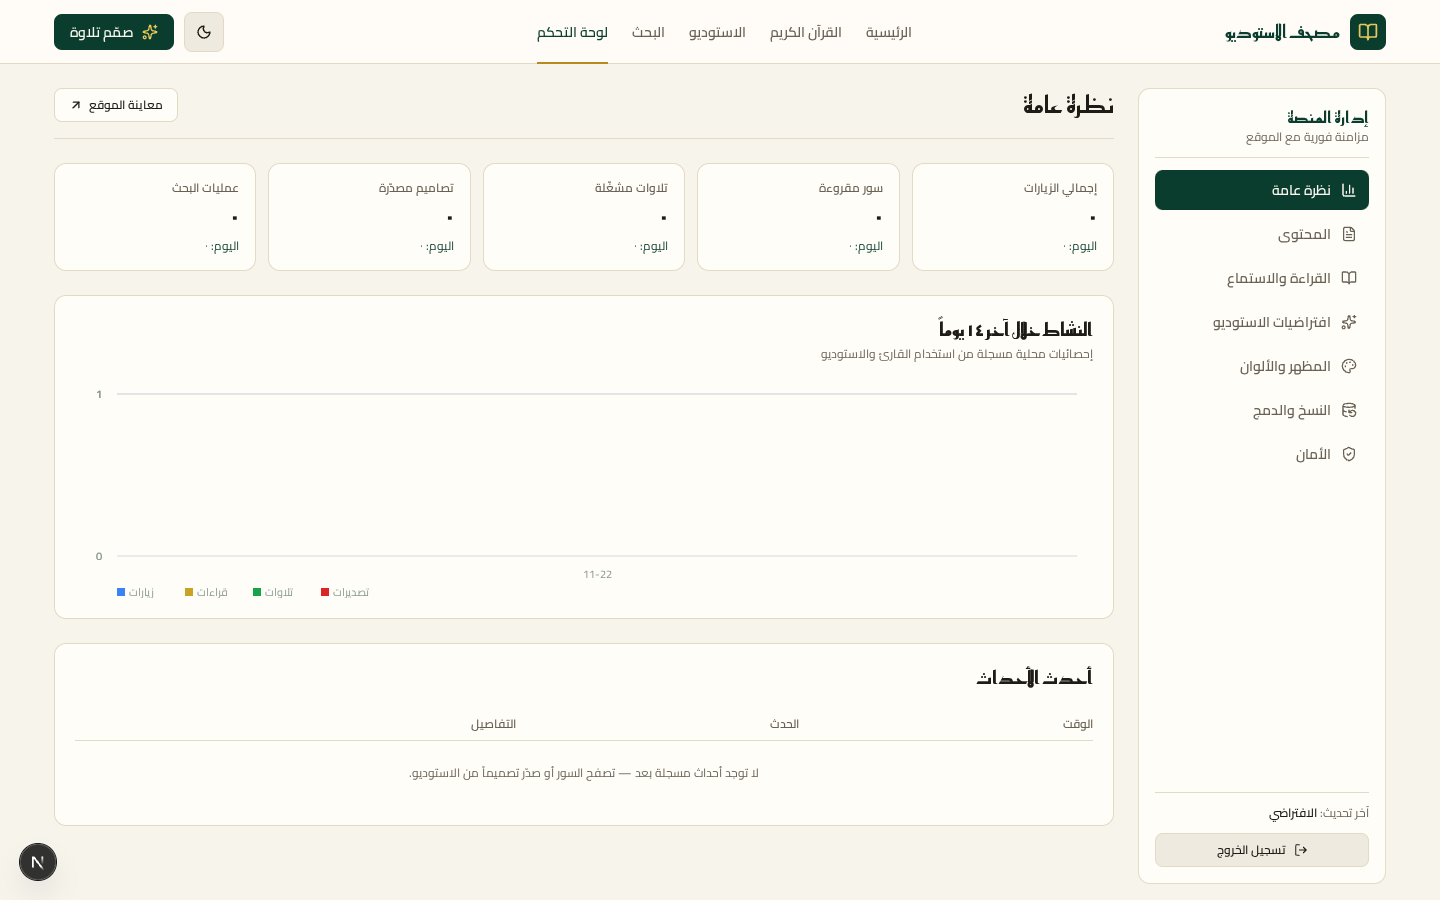 مصحف الاستوديو
الرئيسية
القرآن الكريم
الاستوديو
البحث
لوحة التحكم
صمّم تلاوة
إدارة المنصة
مزامنة فورية مع الموقع
نظرة عامة
المحتوى
القراءة والاستماع
افتراضيات الاستوديو
المظهر والألوان
النسخ والدمج
الأمان
آخر تحديث: الافتراضي
تسجيل الخروج
نظرة عامة
معاينة الموقع
إجمالي الزيارات
٠
اليوم: ٠
سور مقروءة
٠
اليوم: ٠
تلاوات مشغّلة
٠
اليوم: ٠
تصاميم مصدّرة
٠
اليوم: ٠
عمليات البحث
٠
اليوم: ٠
النشاط خلال آخر ١٤ يوماً
إحصائيات محلية مسجلة من استخدام القارئ والاستوديو
1
0
11-22
زيارات
قراءات
تلاوات
تصديرات
أحدث الأحداث
الوقت الحدث التفاصيل
لا توجد أحداث مسجلة بعد — تصفح السور أو صدّر تصميماً من الاستوديو.
N